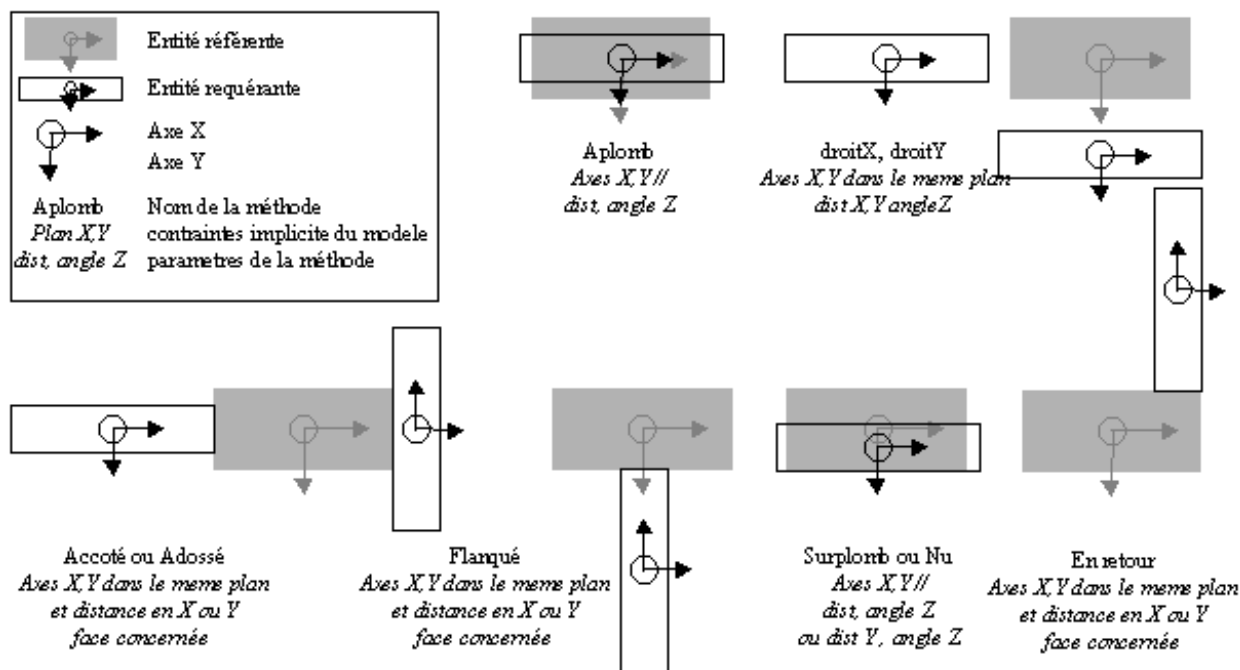 Entité référente
Entité requérante
Axe X
Axe Y
Aplomb Nom de la méthode
Plan X,Y contraintes implicite du modele
dist, angle Z parametres de la méthode
Aplomb
Axes X,Y //
dist, angle Z
droitX, droitY
Axes X,Y dans le meme plan
dist X,Y angleZ
Accoté ou Adossé
Axes X,Y dans le meme plan
et distance en X ou Y
face concernée
Flanqué
Axes X,Y dans le meme plan
et distance en X ou Y
face concernée
Surplomb ou Nu
Axes X,Y //
dist, angle Z
ou dist Y, angle Z
En retour
Axes X,Y dans le meme plan
et distance en X ou Y
face concernée